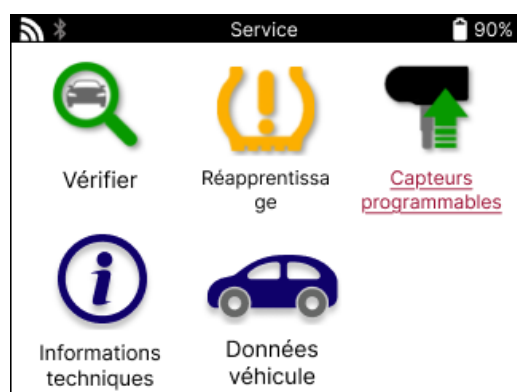 Service
90%
Vérifier
Réapprentissa
ge
Capteurs
programmables
Informations
techniques
Données
véhicule